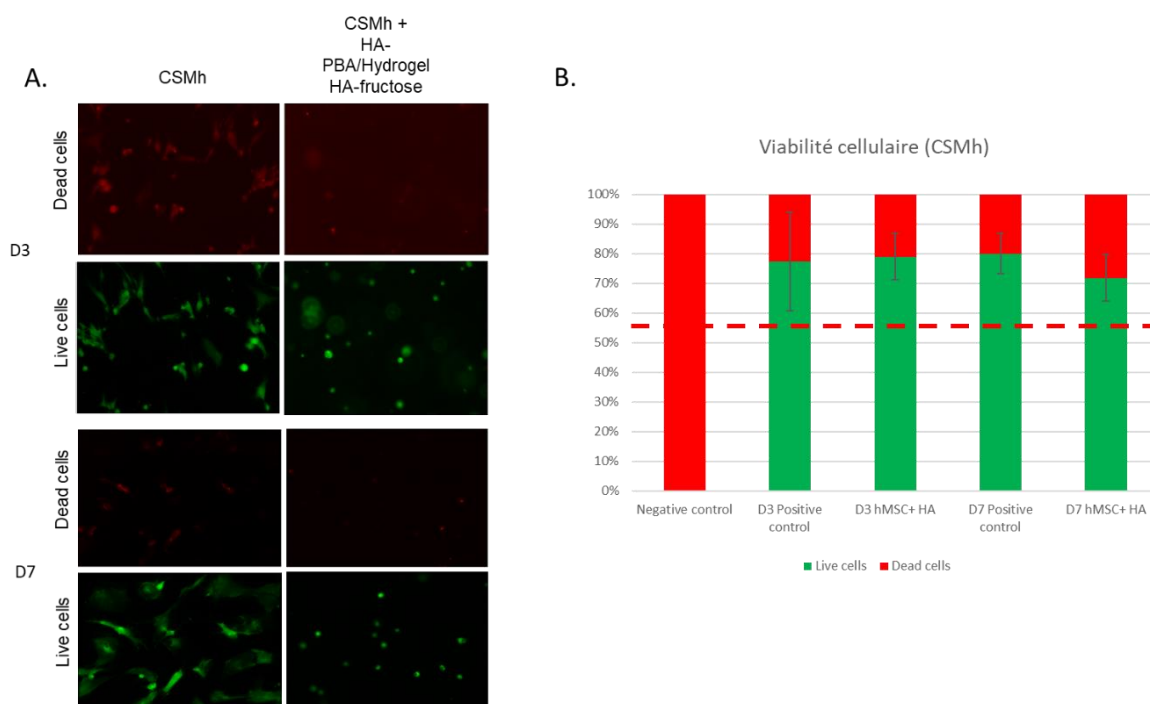 A.
CSMh
CSMh +
HA-
PBA/Hydrogel
HA-fructose
D3
Dead cells
Live cells
D7
Dead cells
Live cells
B.
Viabilité cellulaire (CSMh)
100%
90%
80%
70%
60%
50%
40%
30%
20%
10%
0%
Negative control
D3 Positive
control
D3 hMSC+ HA
D7 Positive
control
D7 hMSC+ HA
Live cells
Dead cells